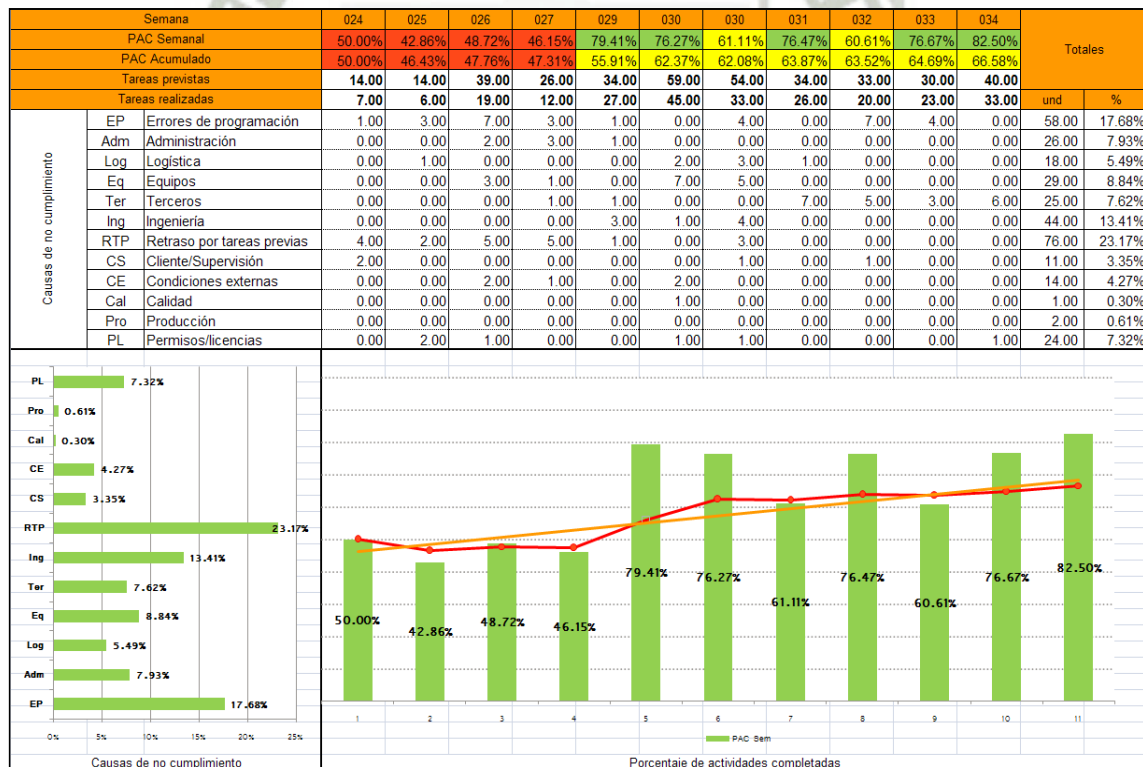 Semana 024 025 026 027 029 030 030 031 032 033 034 Totales
PAC Semanal 50.00% 42.86% 48.72% 46.15% 79.41% 76.27% 61.11% 76.47% 60.61% 76.67% 82.50%
PAC Acumulado 50.00% 46.43% 47.76% 47.31% 55.91% 62.37% 62.08% 63.87% 63.52% 64.69% 66.58%
Tareas previstas 14.00 14.00 39.00 26.00 34.00 59.00 54.00 34.00 33.00 30.00 40.00
Tareas realizadas 7.00 6.00 19.00 12.00 27.00 45.00 33.00 26.00 20.00 23.00 33.00 und %
Causas de no cumplimiento
EP Errores de programación 1.00 3.00 7.00 3.00 1.00 0.00 4.00 0.00 7.00 4.00 0.00 58.00 17.68%
Adm Administración 0.00 0.00 2.00 3.00 1.00 0.00 0.00 0.00 0.00 0.00 0.00 26.00 7.93%
Log Logística 0.00 1.00 0.00 0.00 0.00 2.00 3.00 1.00 0.00 0.00 0.00 18.00 5.49%
Eq Equipos 0.00 0.00 3.00 1.00 0.00 7.00 5.00 0.00 0.00 0.00 0.00 29.00 8.84%
Ter Terceros 0.00 0.00 0.00 1.00 1.00 0.00 0.00 7.00 5.00 3.00 6.00 25.00 7.62%
Ing Ingeniería 0.00 0.00 0.00 0.00 3.00 1.00 4.00 0.00 0.00 0.00 0.00 44.00 13.41%
RTP Retraso por tareas previas 4.00 2.00 5.00 5.00 1.00 0.00 3.00 0.00 0.00 0.00 0.00 76.00 23.17%
CS Cliente/Supervisión 2.00 0.00 0.00 0.00 0.00 0.00 1.00 0.00 1.00 0.00 0.00 11.00 3.35%
CE Condiciones externas 0.00 0.00 2.00 1.00 0.00 2.00 0.00 0.00 0.00 0.00 0.00 14.00 4.27%
Cal Calidad 0.00 0.00 0.00 0.00 0.00 1.00 0.00 0.00 0.00 0.00 0.00 1.00 0.30%
Pro Producción 0.00 0.00 0.00 0.00 0.00 0.00 0.00 0.00 0.00 0.00 0.00 2.00 0.61%
PL Permisos/licencias 0.00 2.00 1.00 0.00 0.00 1.00 1.00 0.00 0.00 0.00 1.00 24.00 7.32%
PL 7.32%
Pro 0.61%
Cal 0.30%
CE 4.27%
CS 3.35%
RTP 23.17%
Ing 13.41%
Ter 7.62%
Eq 8.84%
Log 5.49%
Adm 7.93%
EP 17.68%
0% 5% 10% 15% 20% 25%
Causas de no cumplimiento
50.00% 42.86% 48.72% 46.15% 79.41% 76.27% 61.11% 76.47% 60.61% 76.67% 82.50%
1 2 3 4 5 6 7 8 9 10 11
PAC Sem
Porcentaje de actividades completadas